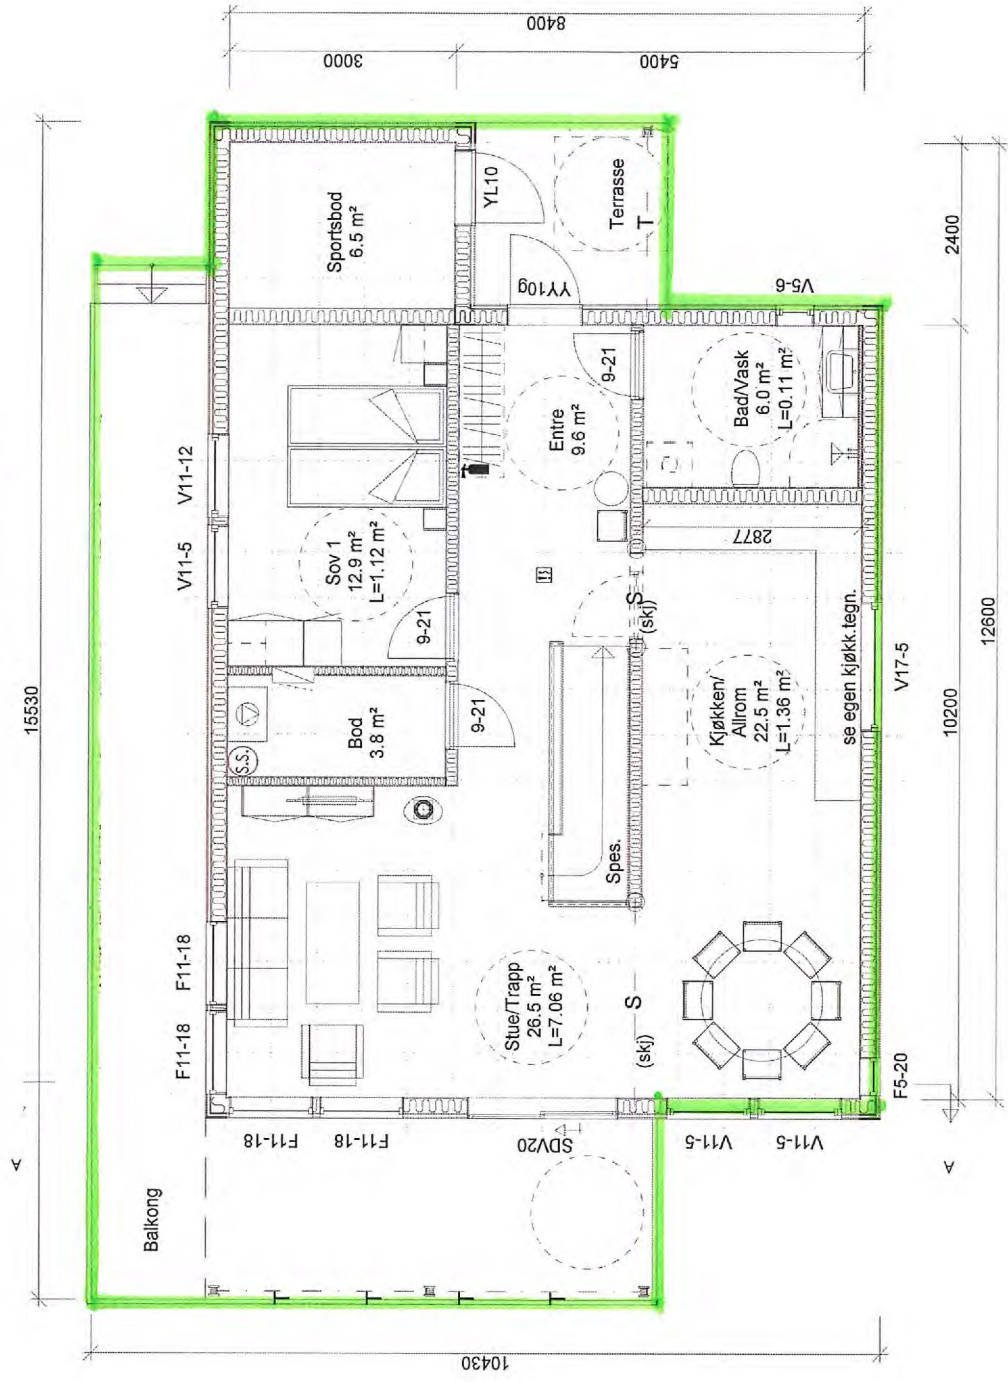 8400
3000
5400
15530
Sportsbod
6.5 m²
YL10
Terrasse
T
2400
YY10g
V5-6
V11-12
9-21
Bad/Vask
6.0 m²
L=0.11 m²
Entre
9.6 m²
V11-5
Sov 1
12.9 m²
L=1.12 m²
9-21
2877
S
(skj)
12600
S.S.
Bod
3.8 m²
9-21
Kjøkken/
Allrom
22.5 m²
L=1.36 m²
se egen kjøkk.tegn.
V17-5
10200
Spes.
F11-18
F11-18
Stue/Trapp
26.5 m²
L=7.06 m²
S
(skj)
F5-20
A
F11-18
F11-18
SDV20
V11-5
V11-5
A
Balkong
10430